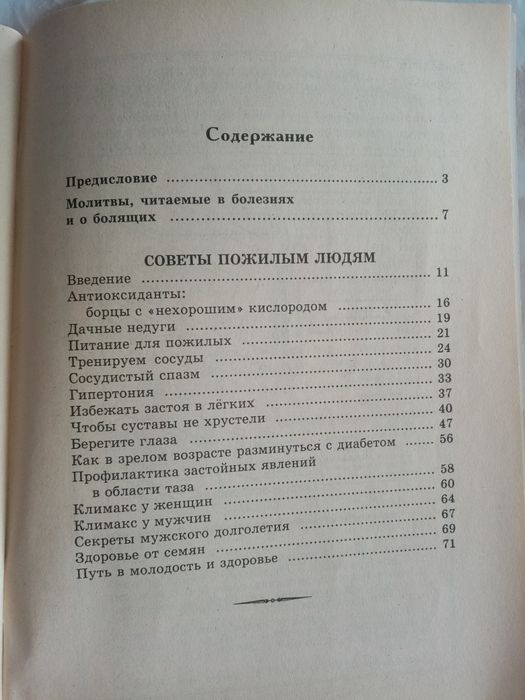 Содержание
Предисловие .......... 3
Молитвы, читаемые в болезнях
и о болящих .......... 7
СОВЕТЫ ПОЖИЛЫМ ЛЮДЯМ
Введение .......... 11
Антиоксиданты:
борцы с «нехорошим» кислородом .......... 16
Дачные недуги .......... 19
Питание для пожилых .......... 21
Тренируем сосуды .......... 24
Сосудистый спазм .......... 30
Гипертония .......... 33
Избежать застоя в лёгких .......... 37
Чтобы суставы не хрустели .......... 40
Берегите глаза .......... 47
Как в зрелом возрасте разминуться с диабетом ....... 56
Профилактика застойных явлений
в области таза .......... 58
Климакс у женщин .......... 60
Климакс у мужчин .......... 64
Секреты мужского долголетия .......... 67
Здоровье от семян .......... 69
Путь в молодость и здоровье .......... 71